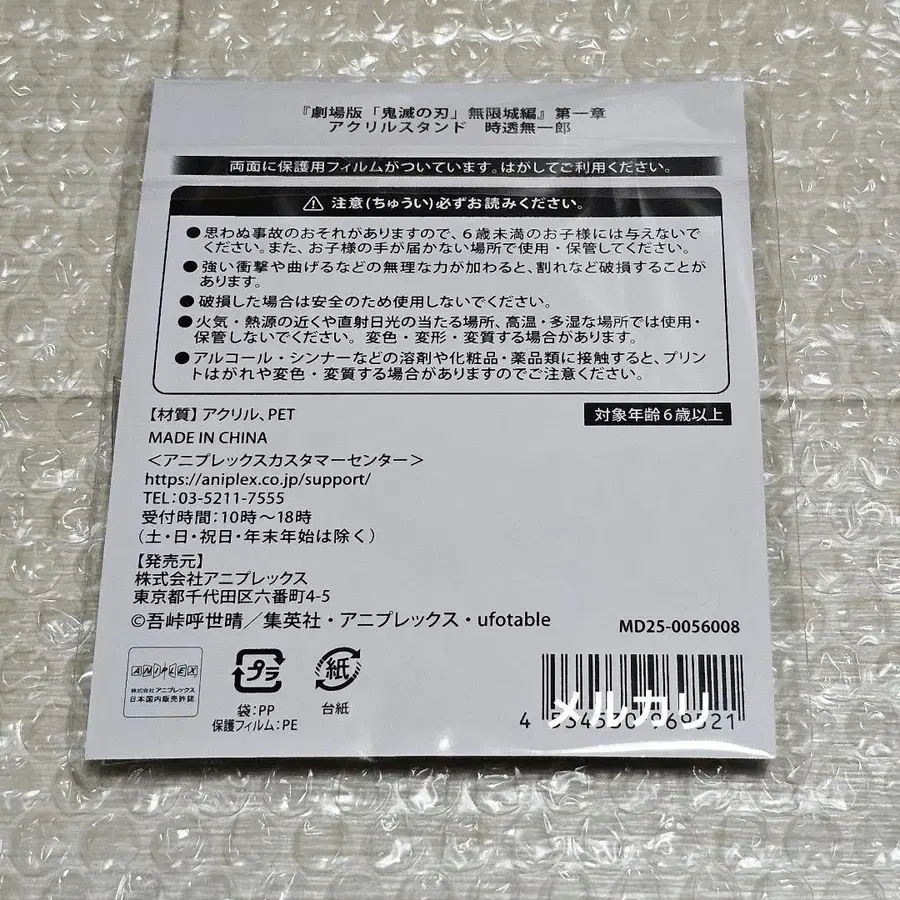 『劇場版「鬼滅の刃」無限城編』第一章
アクリルスタンド　時透無一郎
両面に保護用フィルムがついています。はがしてご利用ください。
注意(ちゅうい)必ずお読みください。
●思わぬ事故のおそれがありますので、6歳未満のお子様には与えないで
ください。また、お子様の手が届かない場所で使用・保管してください。
●強い衝撃や曲げるなどの無理な力が加わると、割れなど破損することが
あります。
●破損した場合は安全のため使用しないでください。
●火気・熱源の近くや直射日光の当たる場所、高温・多湿な場所では使用・
保管しないでください。変色・変形・変質する場合があります。
●アルコール・シンナーなどの溶剤や化粧品・薬品類に接触すると、プリン
トはがれや変色・変質する場合がありますのでご注意ください。
【材質】アクリル、PET
対象年齢6歳以上
MADE IN CHINA
＜アニプレックスカスタマーセンター＞
https://aniplex.co.jp/support/
TEL:03-5211-7555
受付時間:10時～18時
(土・日・祝日・年末年始は除く)
【発売元】
株式会社アニプレックス
東京都千代田区六番町4-5
©吾峠呼世晴／集英社・アニプレックス・ufotable
MD25-0056008
ANIPLEX
株式会社アニプレックス
日本国内販売許諾
プラ
袋:PP
保護フィルム:PE
紙
台紙
メルカリ